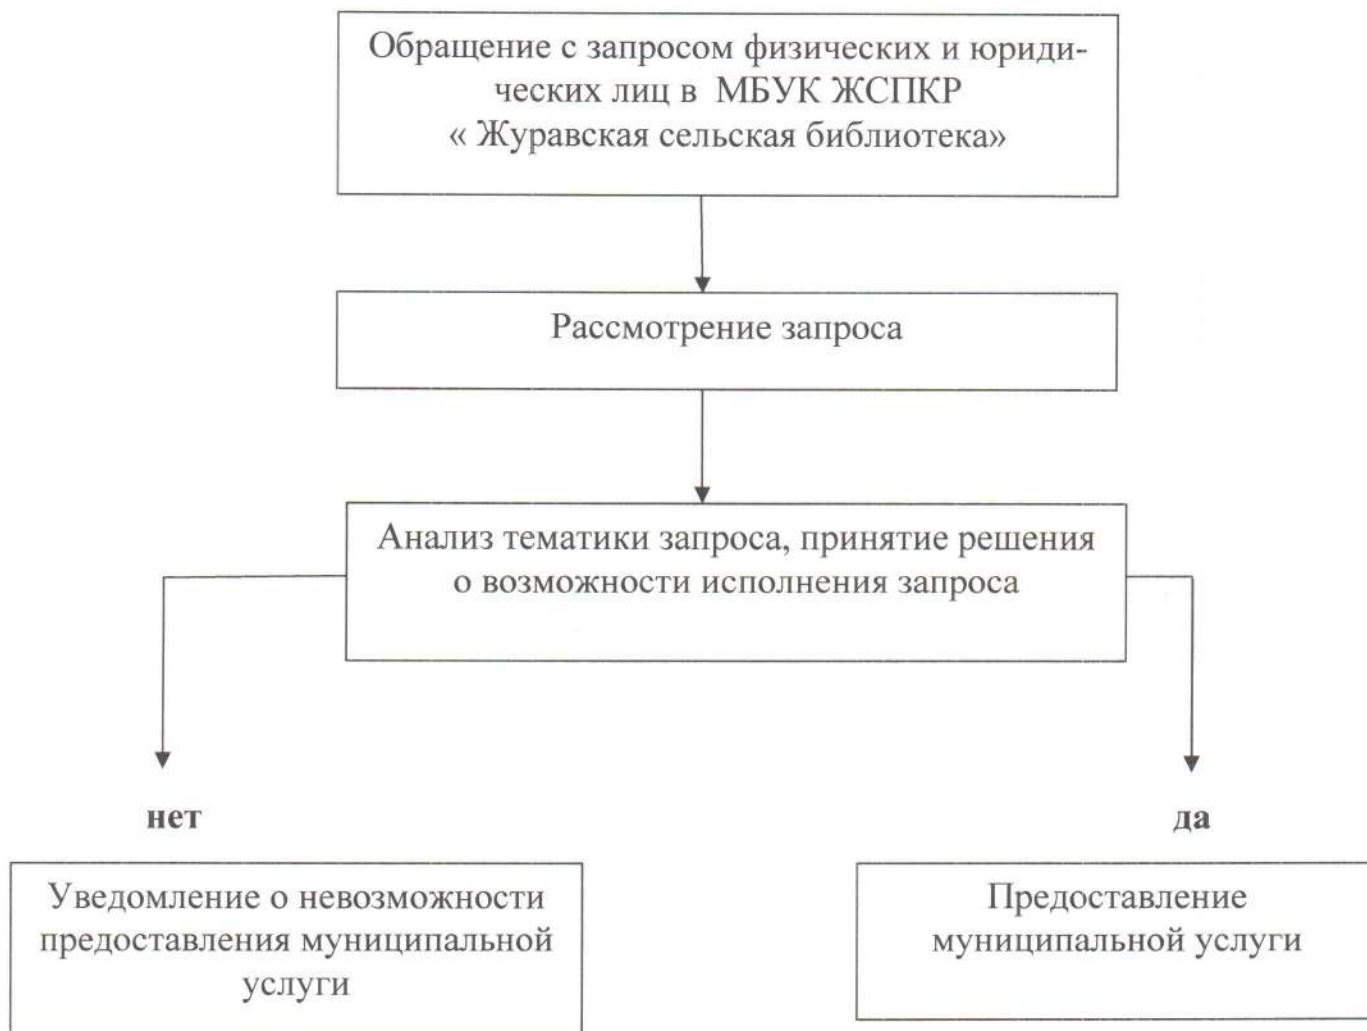 Обращение с запросом физических и юриди-
ческих лиц в МБУК ЖСПКР
« Журавская сельская библиотека»
Рассмотрение запроса
Анализ тематики запроса, принятие решения
о возможности исполнения запроса
нет
да
Уведомление о невозможности
предоставления муниципальной
услуги
Предоставление
муниципальной услуги